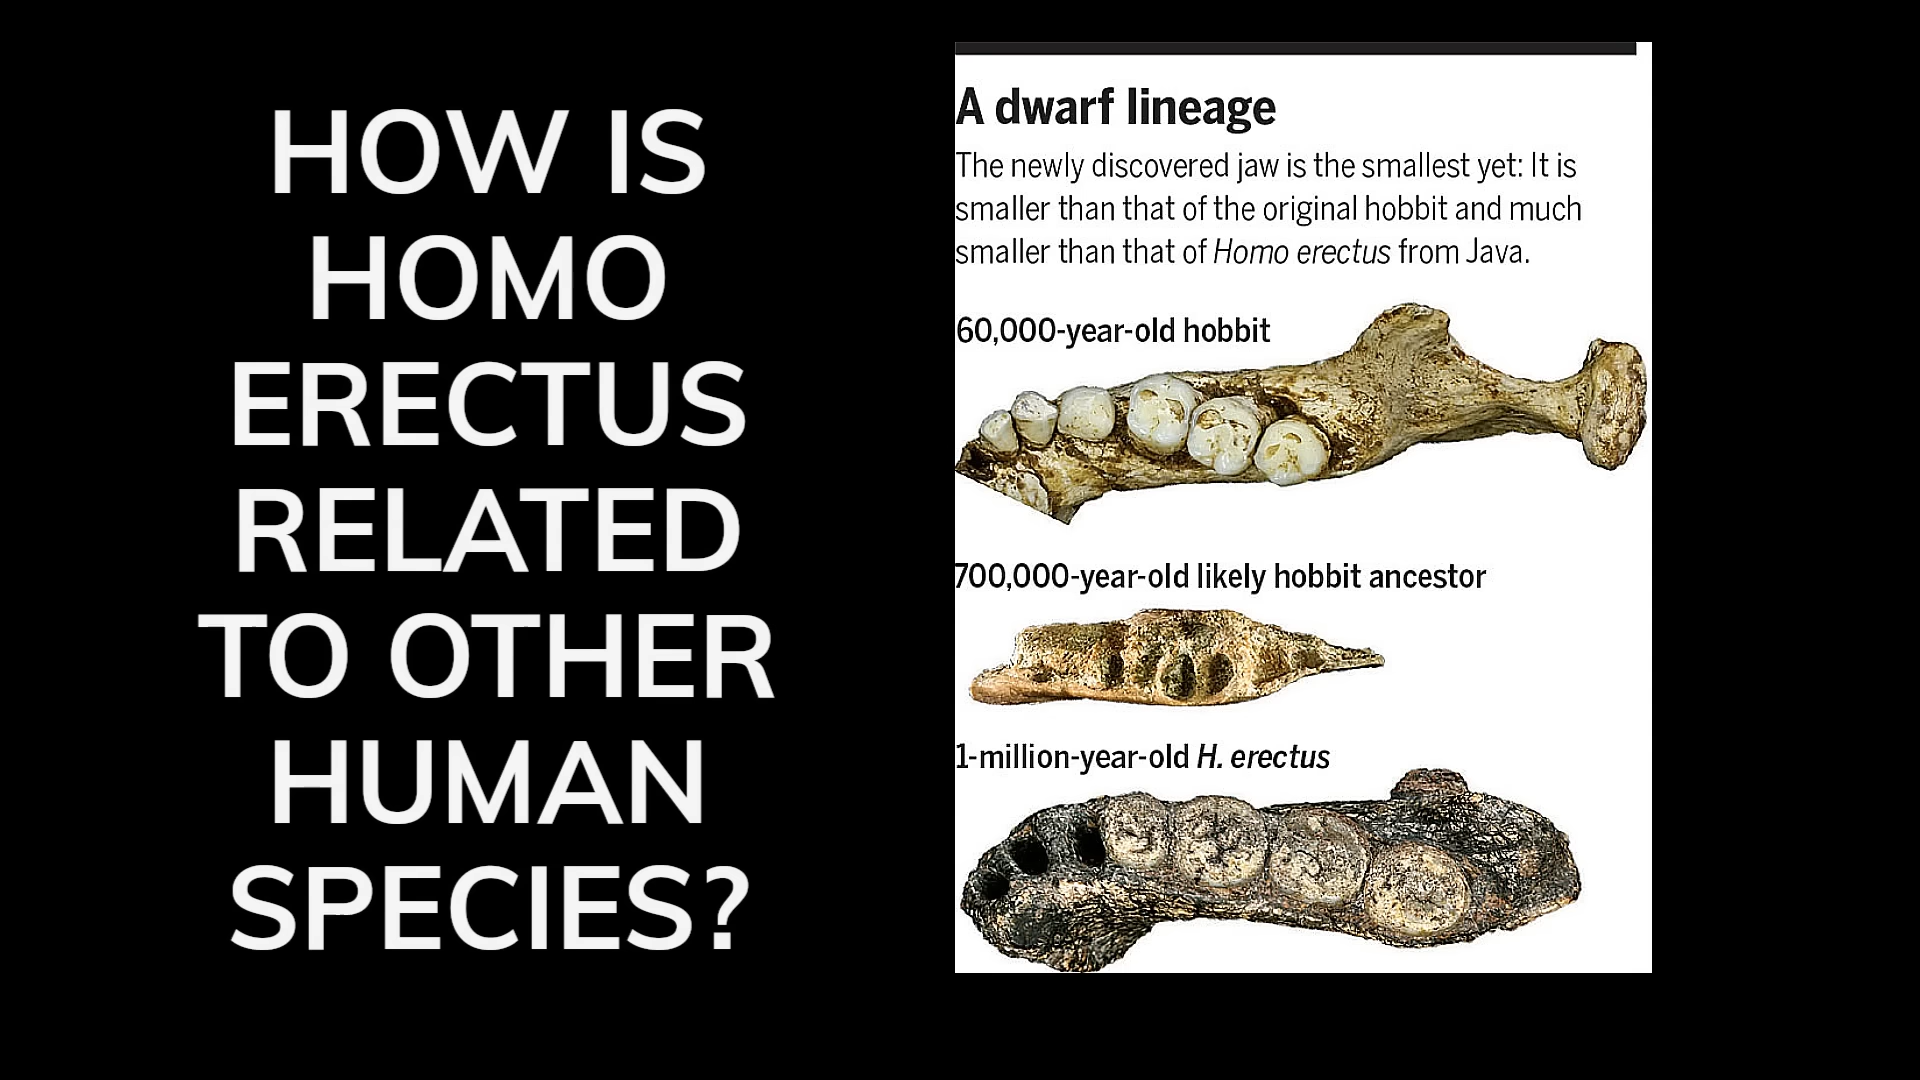 HOW IS
HOMO
ERECTUS
RELATED
TO OTHER
HUMAN
SPECIES?
A dwarf lineage
The newly discovered jaw is the smallest yet: It is
smaller than that of the original hobbit and much
smaller than that of Homo erectus from Java.
60,000-year-old hobbit
700,000-year-old likely hobbit ancestor
1-million-year-old H. erectus